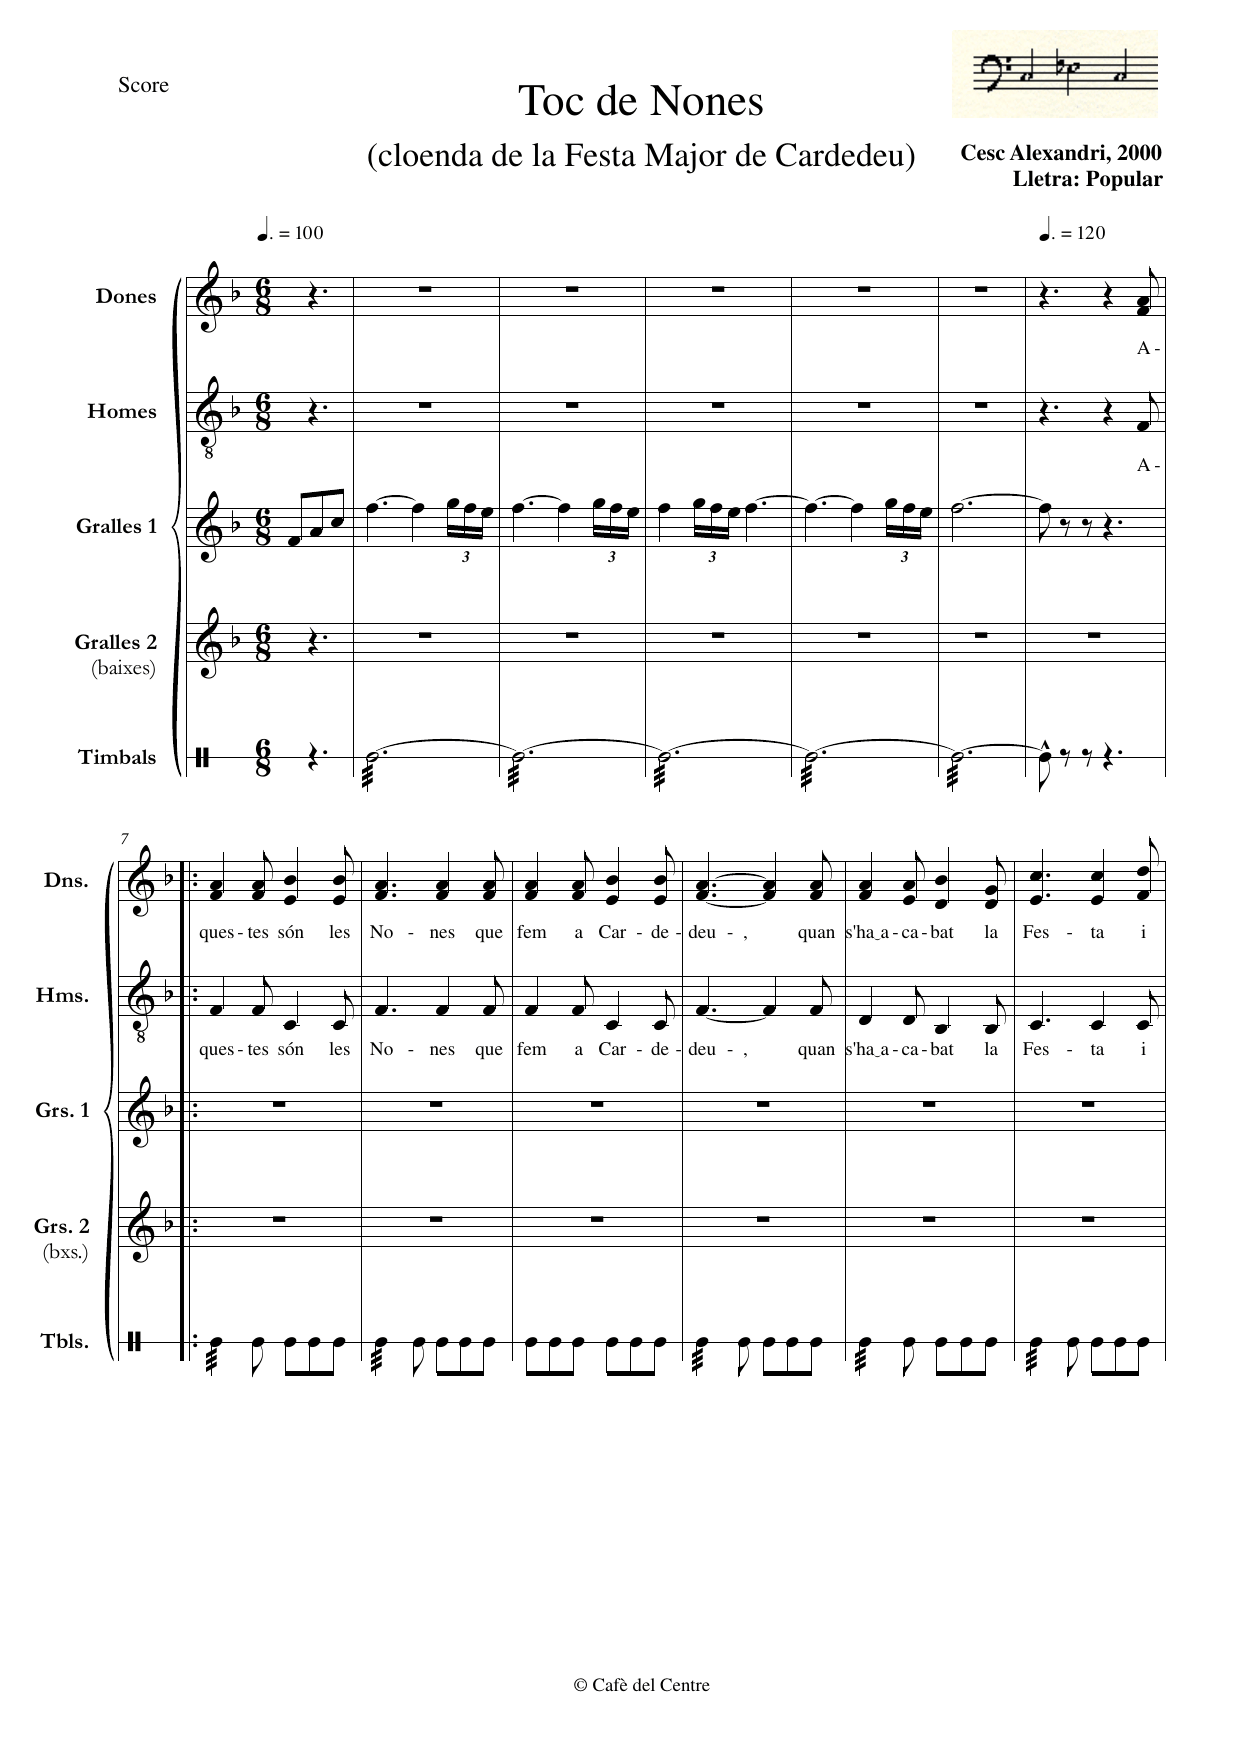 Score
Toc de Nones
(cloenda de la Festa Major de Cardedeu)
Cesc Alexandri, 2000
Lletra: Popular
♩. = 100
♩. = 120
Dones
A -
Homes
A -
Gralles 1
3 3 3 3
Gralles 2
(baixes)
Timbals
7
Dns.
ques - tes són les No - nes que fem a Car - de - deu - , quan s'ha_a - ca - bat la Fes - ta i
Hms.
ques - tes són les No - nes que fem a Car - de - deu - , quan s'ha_a - ca - bat la Fes - ta i
Grs. 1
Grs. 2
(bxs.)
Tbls.
© Cafè del Centre